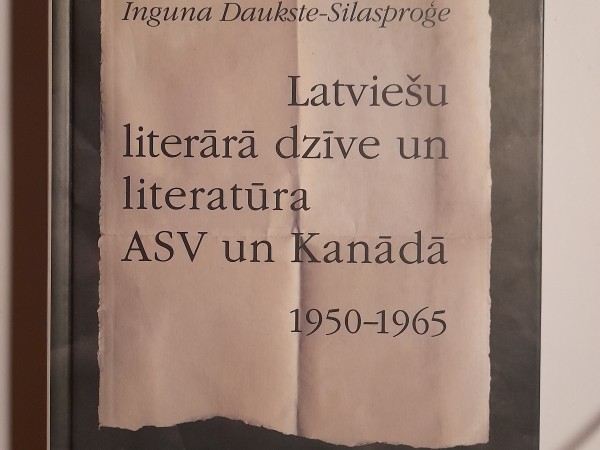 Inguna Daukste-Silasproģe
Latviešu
literārā dzīve un
literatūra
ASV un Kanādā
1950–1965